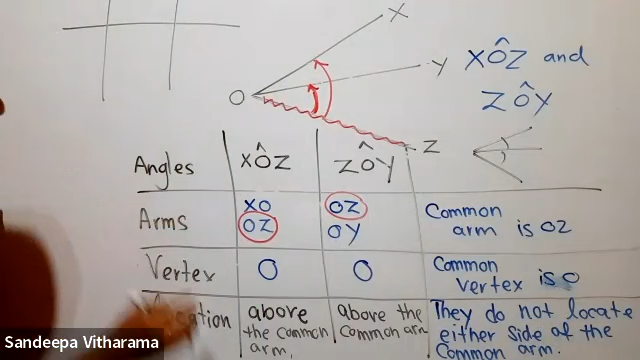 X
Y
O
Z
XÔZ and
ZÔY
Angles
XÔZ
ZÔY
Arms
XO
OZ
OZ
OY
Common
arm is OZ
Vertex
O
O
Common
vertex is O
above
the common
arm.
above the
common arm
They do not locate
either side of the
Common arm.
Sandeepa Vitharama